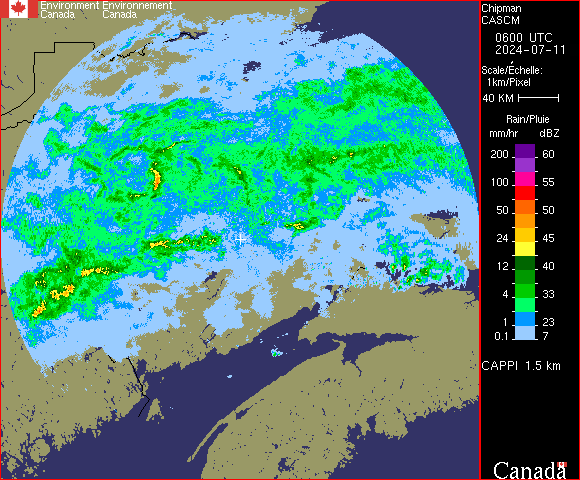 Environment Environnement
Canada Canada
Chipman
CASCM
0600 UTC
2024-07-11
Scale/Échelle:
1km/Pixel
40 KM
Rain/Pluie
mm/hr dBZ
200 60
100 55
50 50
24 45
12 40
4 33
1 23
0.1 7
CAPPI 1.5 km
Canada